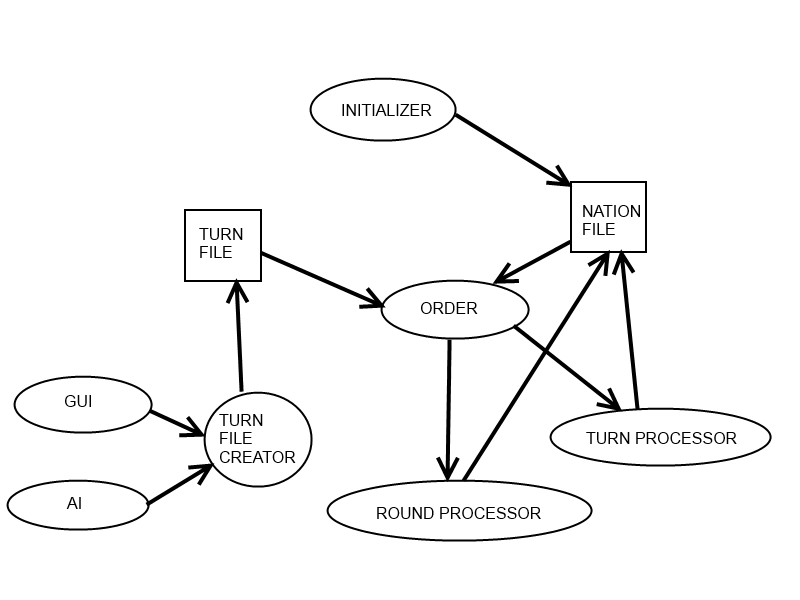 INITIALIZER
NATION
FILE
TURN
FILE
ORDER
GUI
TURN
FILE
CREATOR
TURN PROCESSOR
AI
ROUND PROCESSOR